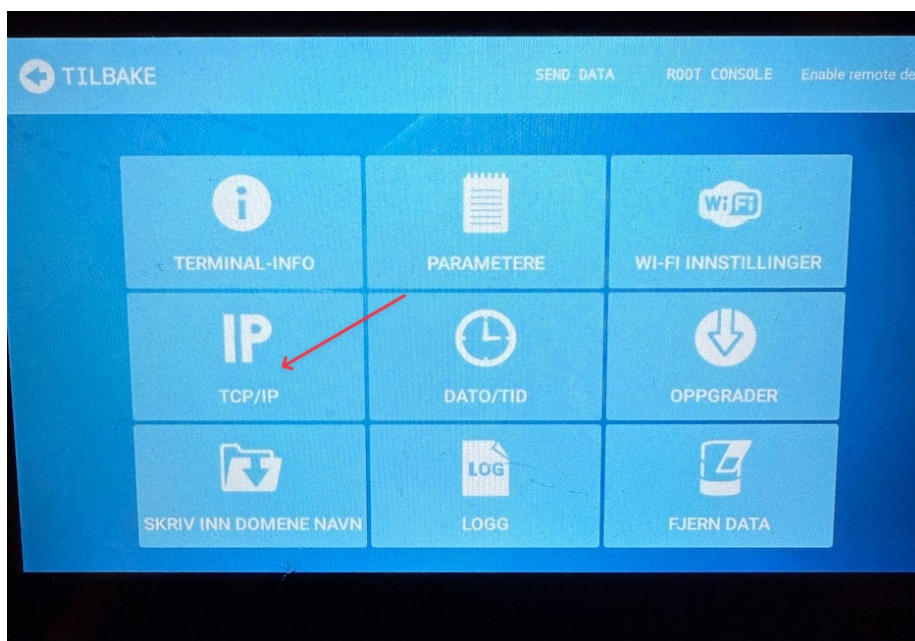 TILBAKE
SEND DATA
ROOT CONSOLE
Enable remote de
TERMINAL-INFO
PARAMETERE
WiFi
WI-FI INNSTILLINGER
IP
TCP/IP
DATO/TID
OPPGRADER
SKRIV INN DOMENE NAVN
LOG
LOGG
FJERN DATA